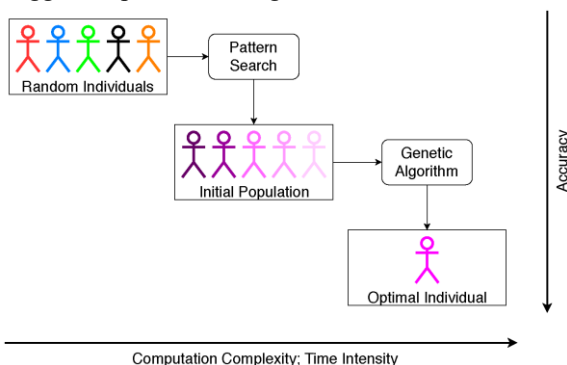 Pattern
Search
Random Individuals
Genetic
Algorithm
Initial Population
Optimal Individual
Accuracy
Computation Complexity; Time Intensity